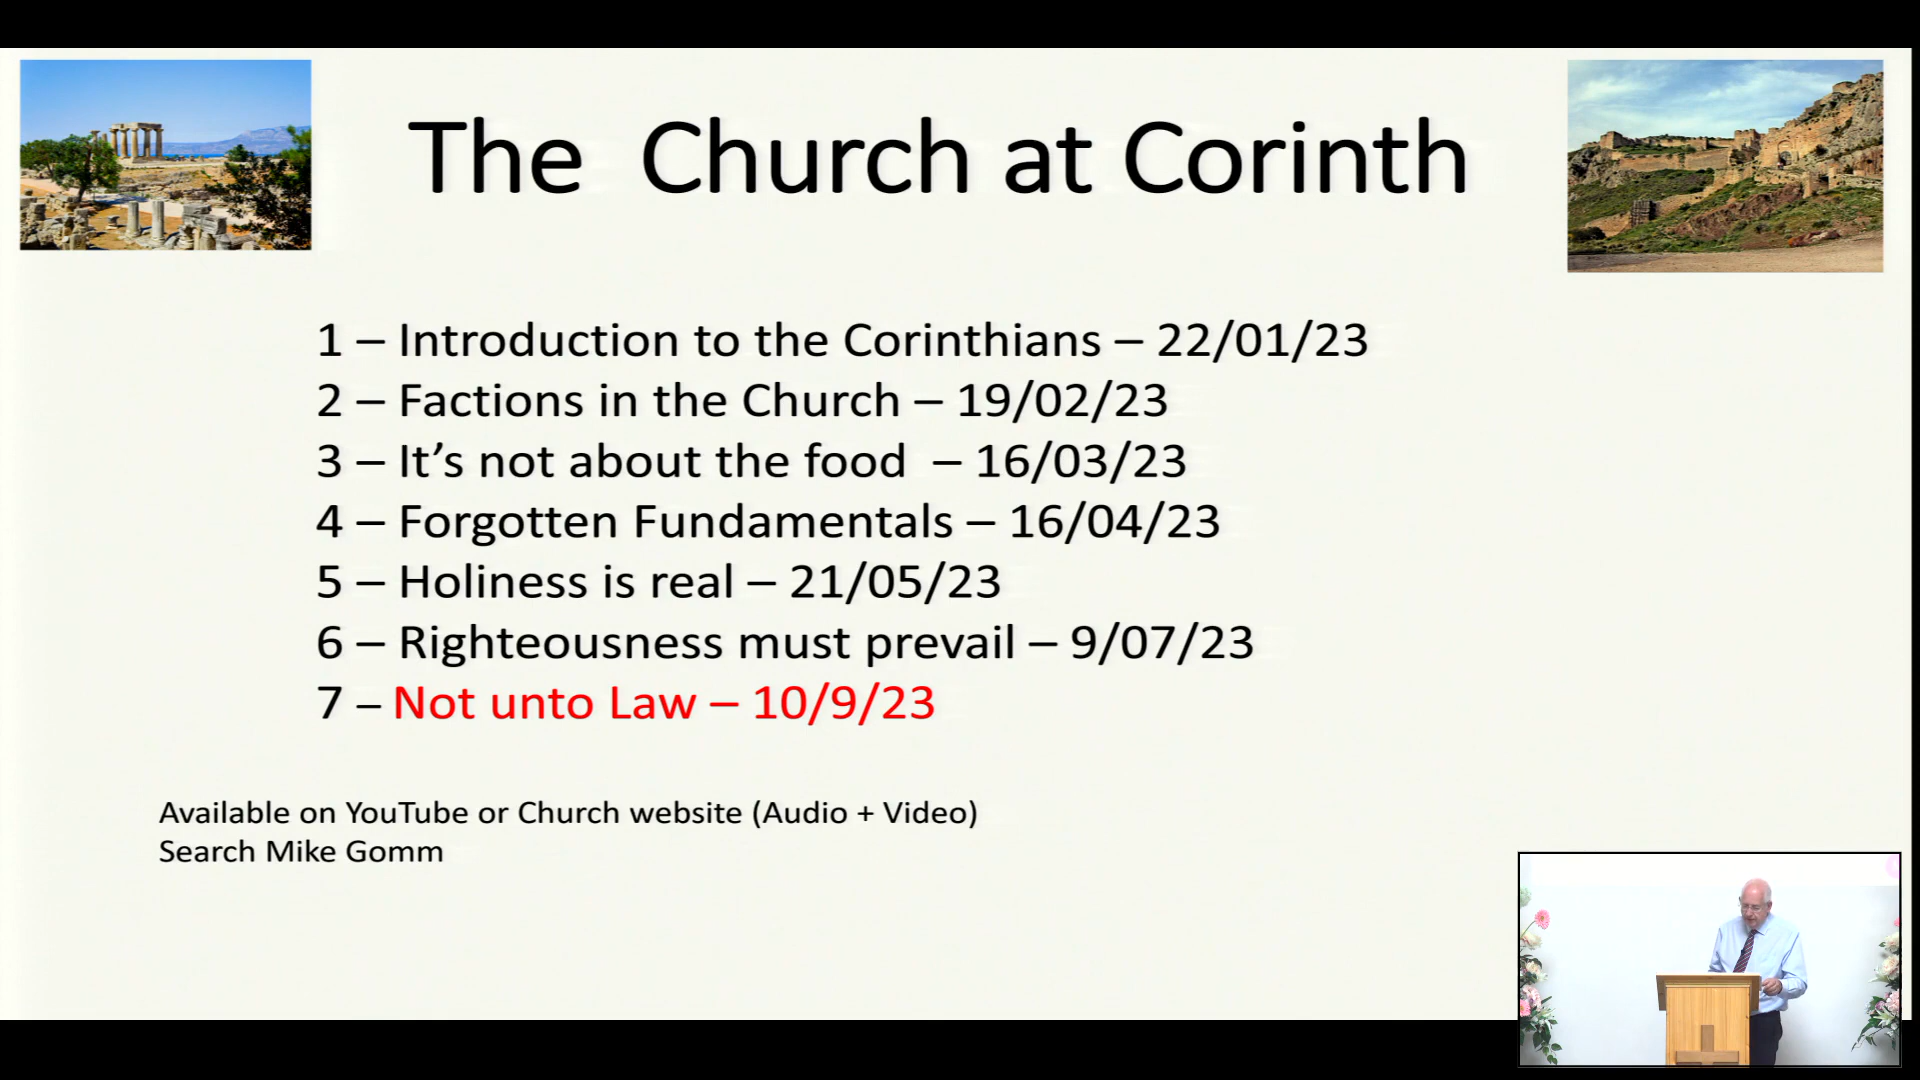 The Church at Corinth
1 – Introduction to the Corinthians – 22/01/23
2 – Factions in the Church – 19/02/23
3 – It’s not about the food – 16/03/23
4 – Forgotten Fundamentals – 16/04/23
5 – Holiness is real – 21/05/23
6 – Righteousness must prevail – 9/07/23
7 – Not unto Law – 10/9/23
Available on YouTube or Church website (Audio + Video)
Search Mike Gomm